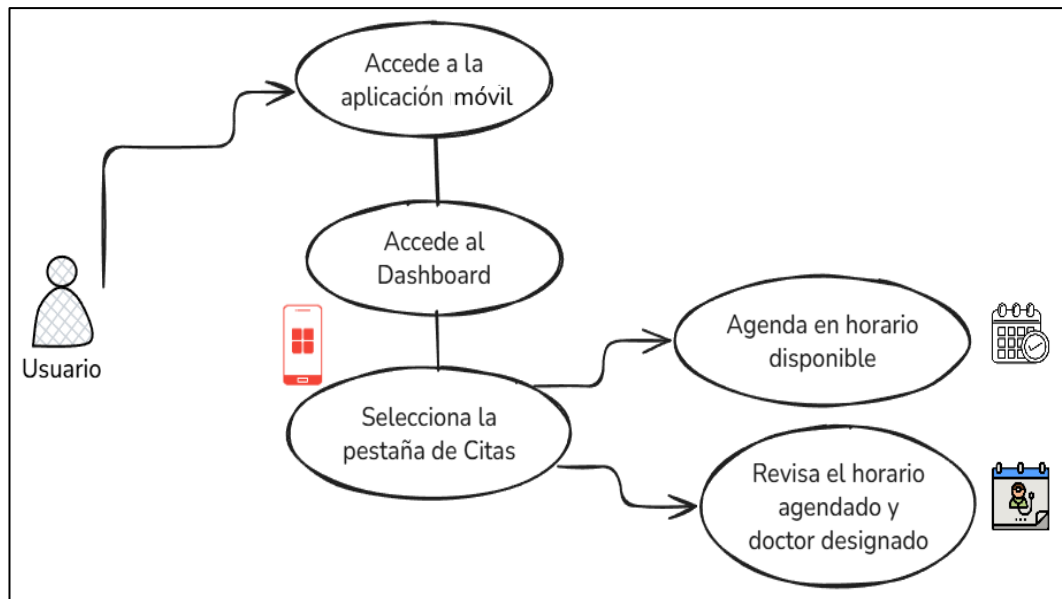 Accede a la
aplicación móvil
Accede al
Dashboard
Usuario
Selecciona la
pestaña de Citas
Agenda en horario
disponible
Revisa el horario
agendado y
doctor designado